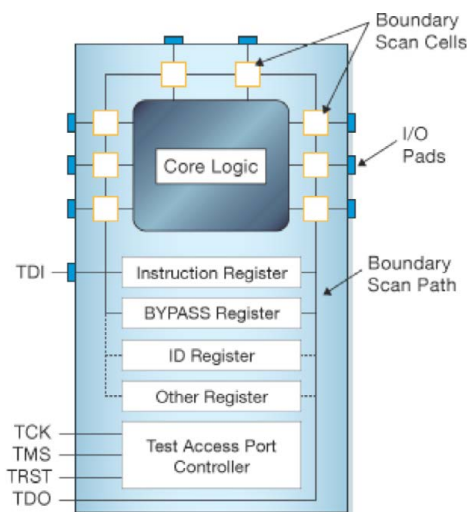 Boundary
Scan Cells
I/O
Pads
Core Logic
TDI
Instruction Register
Boundary
Scan Path
BYPASS Register
ID Register
Other Register
TCK
TMS
TRST
TDO
Test Access Port
Controller